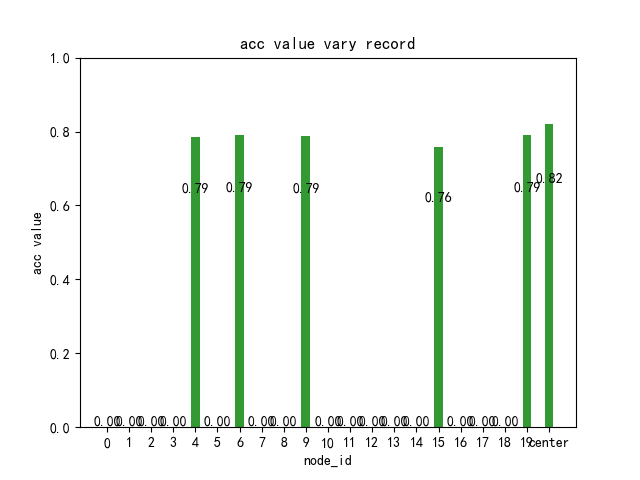 acc value vary record
1.0
0.8
0.6
0.4
0.2
0.0
acc value
0.00 0.00 0.00 0.00 0.79 0.00 0.79 0.00 0.00 0.79 0.00 0.00 0.00 0.00 0.00 0.76 0.00 0.00 0.00 0.79 0.82
0 1 2 3 4 5 6 7 8 9 10 11 12 13 14 15 16 17 18 19 center
node_id